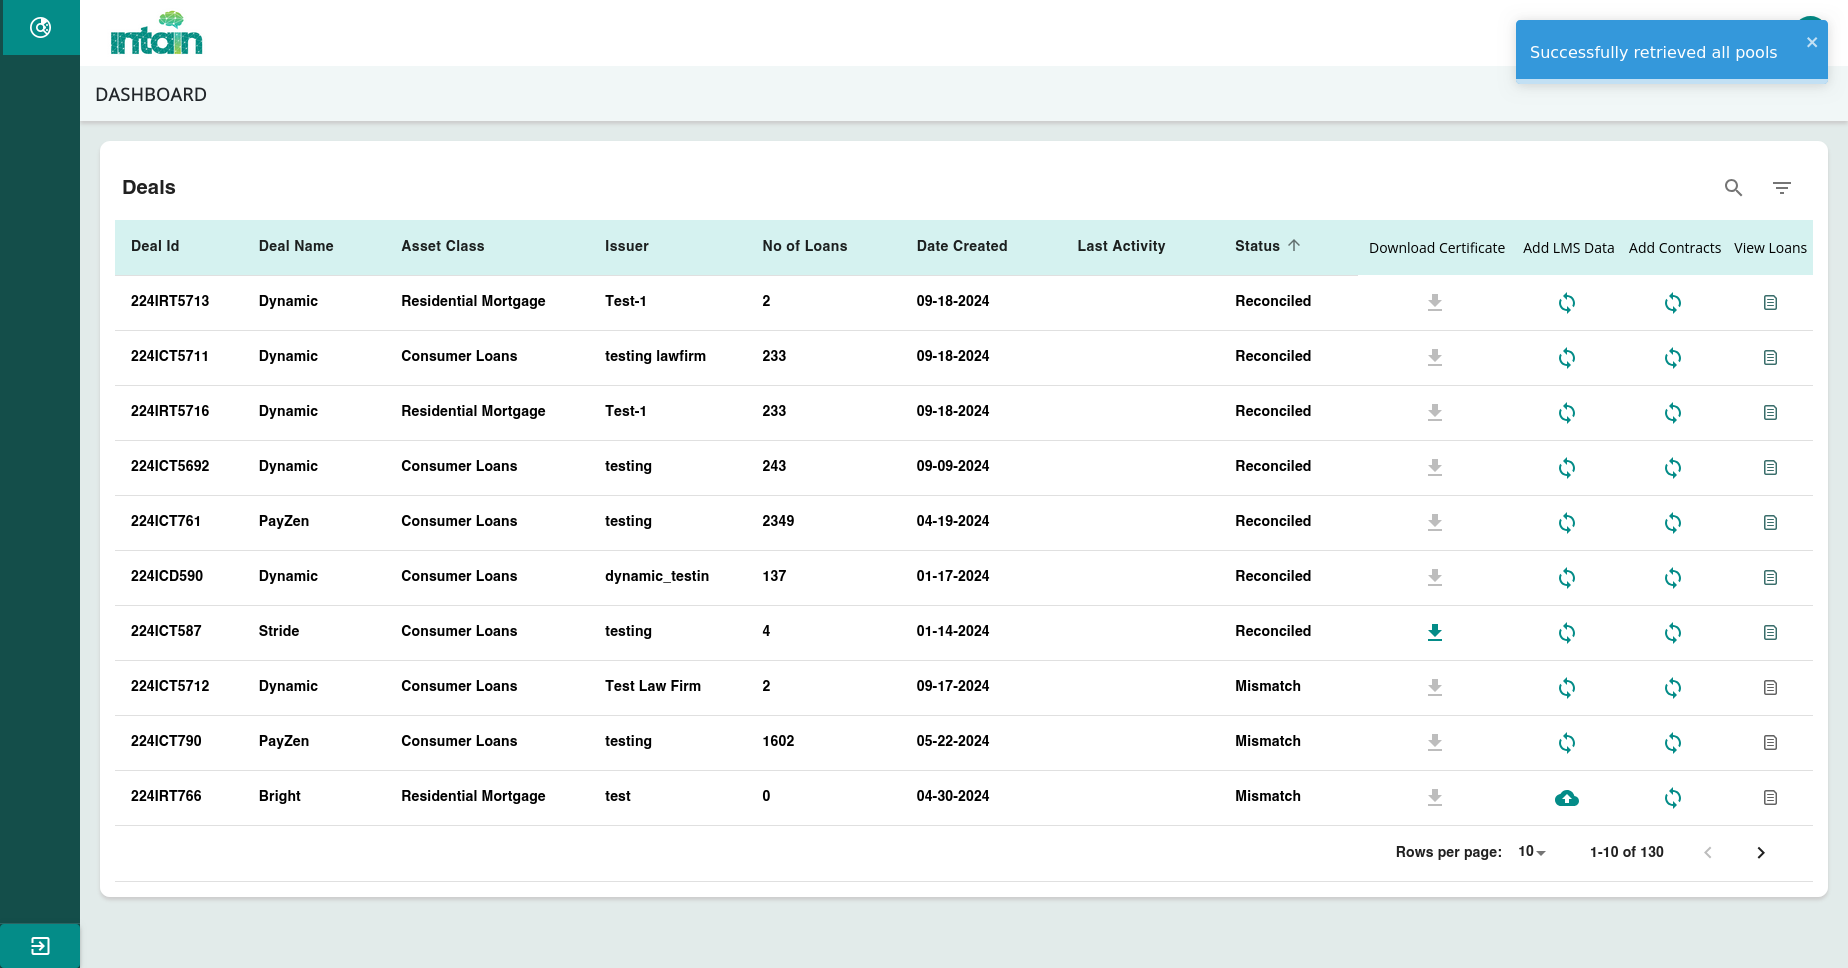 intain
Successfully retrieved all pools
DASHBOARD
Deals
Deal Id Deal Name Asset Class Issuer No of Loans Date Created Last Activity Status Download Certificate Add LMS Data Add Contracts View Loans
224IRT5713 Dynamic Residential Mortgage Test-1 2 09-18-2024 Reconciled
224ICT5711 Dynamic Consumer Loans testing lawfirm 233 09-18-2024 Reconciled
224IRT5716 Dynamic Residential Mortgage Test-1 233 09-18-2024 Reconciled
224ICT5692 Dynamic Consumer Loans testing 243 09-09-2024 Reconciled
224ICT761 PayZen Consumer Loans testing 2349 04-19-2024 Reconciled
224ICD590 Dynamic Consumer Loans dynamic_testin 137 01-17-2024 Reconciled
224ICT587 Stride Consumer Loans testing 4 01-14-2024 Reconciled
224ICT5712 Dynamic Consumer Loans Test Law Firm 2 09-17-2024 Mismatch
224ICT790 PayZen Consumer Loans testing 1602 05-22-2024 Mismatch
224IRT766 Bright Residential Mortgage test 0 04-30-2024 Mismatch
Rows per page: 10 1-10 of 130